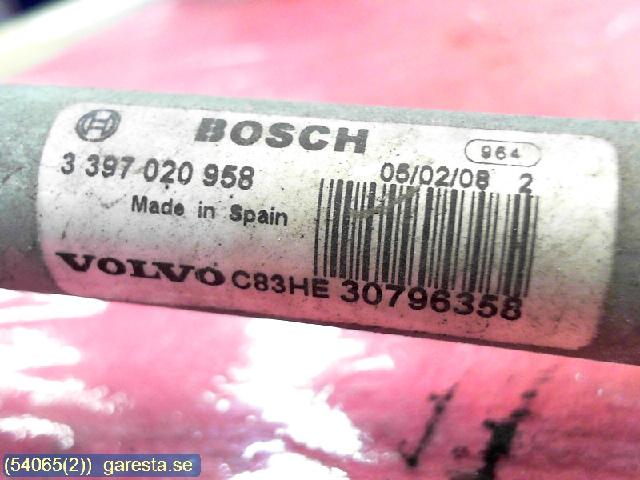 BOSCH
964
3 397 020 958
05/02/08 2
Made in Spain
VOLVO C83HE 30796358
(54065(2)) garesta.se